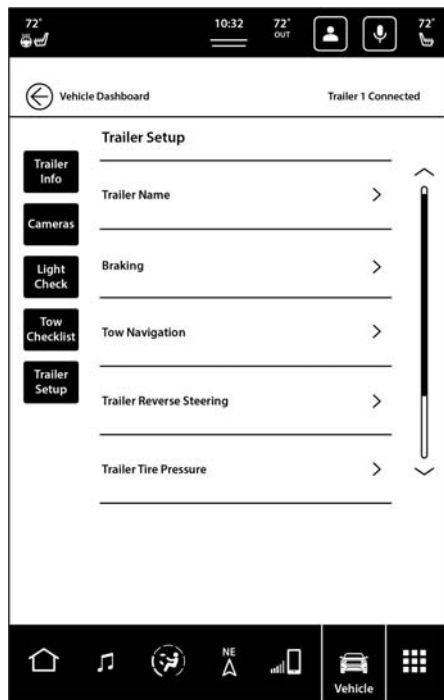 72°
10:32
72°
OUT
72°
Vehicle Dashboard
Trailer 1 Connected
Trailer Setup
Trailer
Info
Cameras
Light
Check
Tow
Checklist
Trailer
Setup
Trailer Name
Braking
Tow Navigation
Trailer Reverse Steering
Trailer Tire Pressure
NE
Vehicle